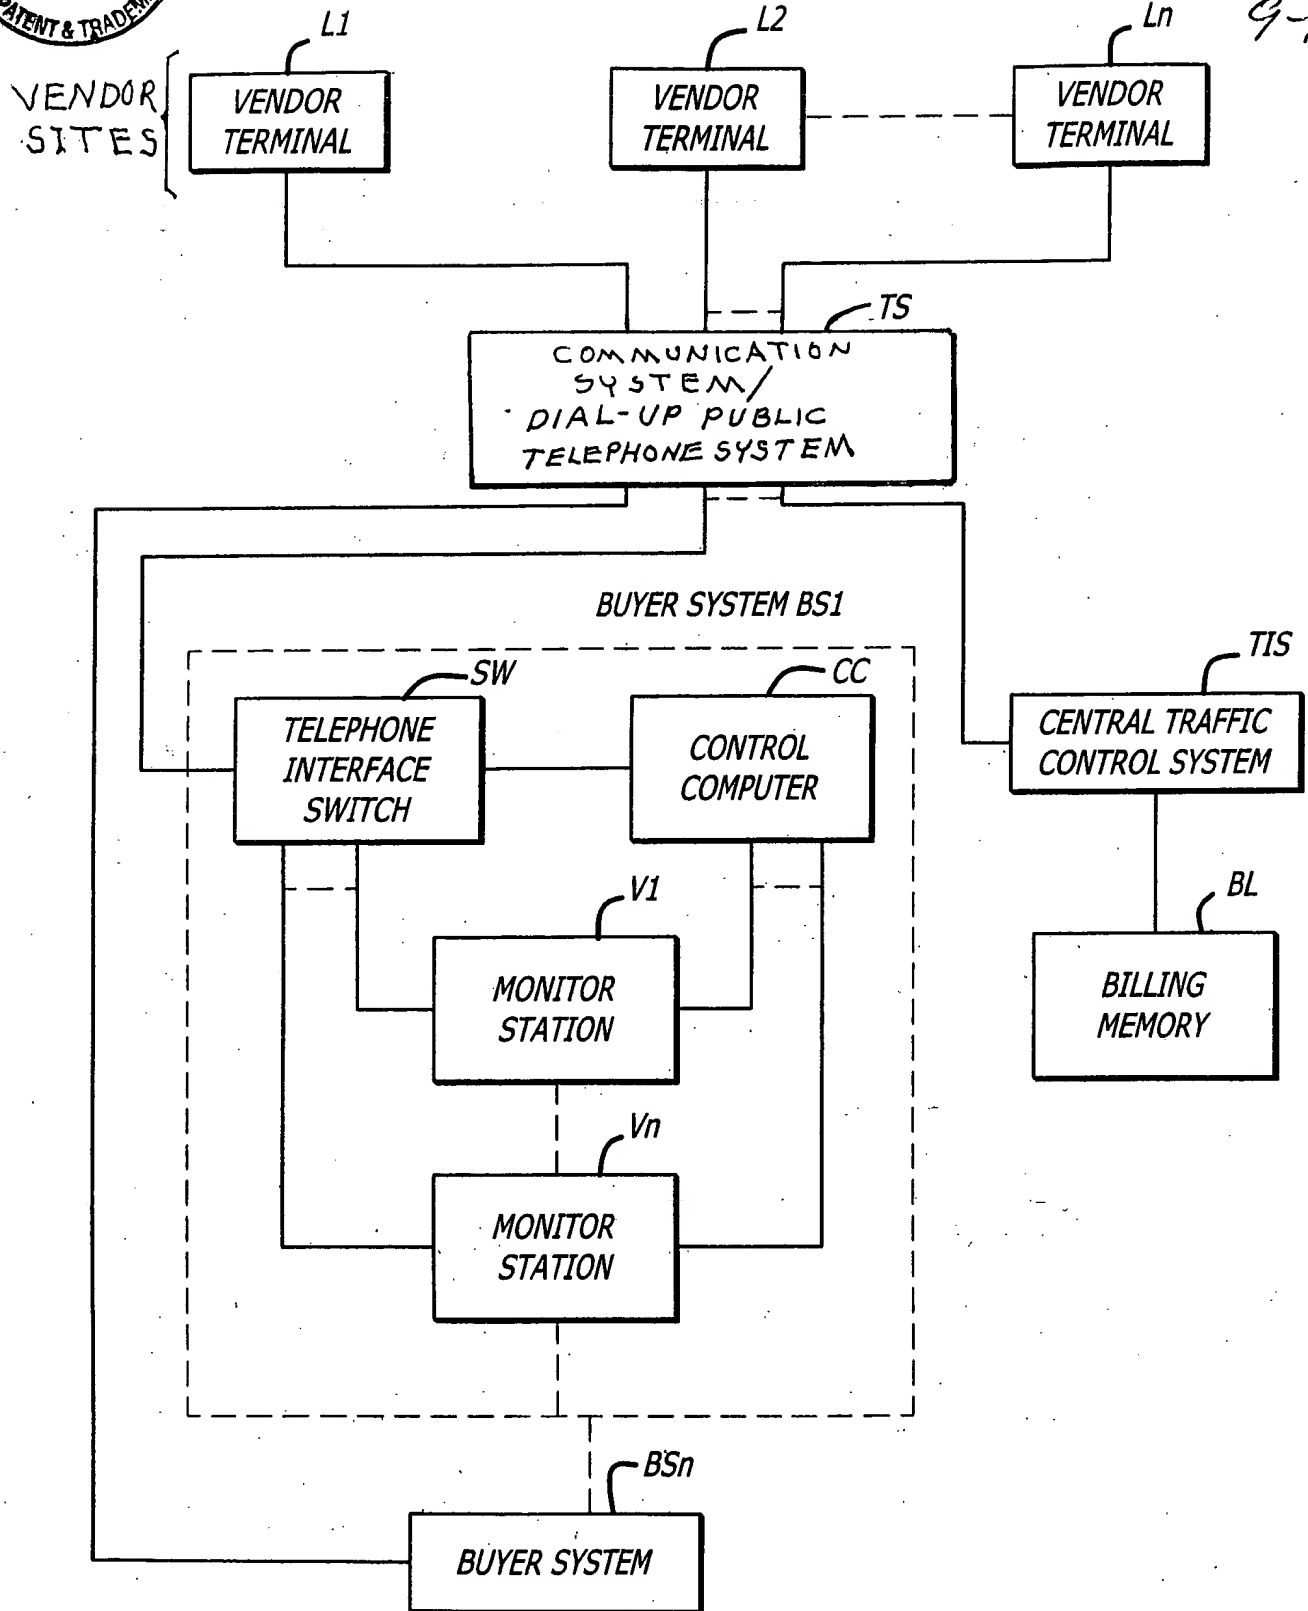 PATENT & TRADEM
L1
L2
Ln
VENDOR
SITES
VENDOR
TERMINAL
VENDOR
TERMINAL
VENDOR
TERMINAL
TS
COMMUNICATION
SYSTEM/
DIAL-UP PUBLIC
TELEPHONE SYSTEM
BUYER SYSTEM BS1
SW
CC
TIS
TELEPHONE
INTERFACE
SWITCH
CONTROL
COMPUTER
CENTRAL TRAFFIC
CONTROL SYSTEM
V1
BL
MONITOR
STATION
BILLING
MEMORY
Vn
MONITOR
STATION
BSn
BUYER SYSTEM